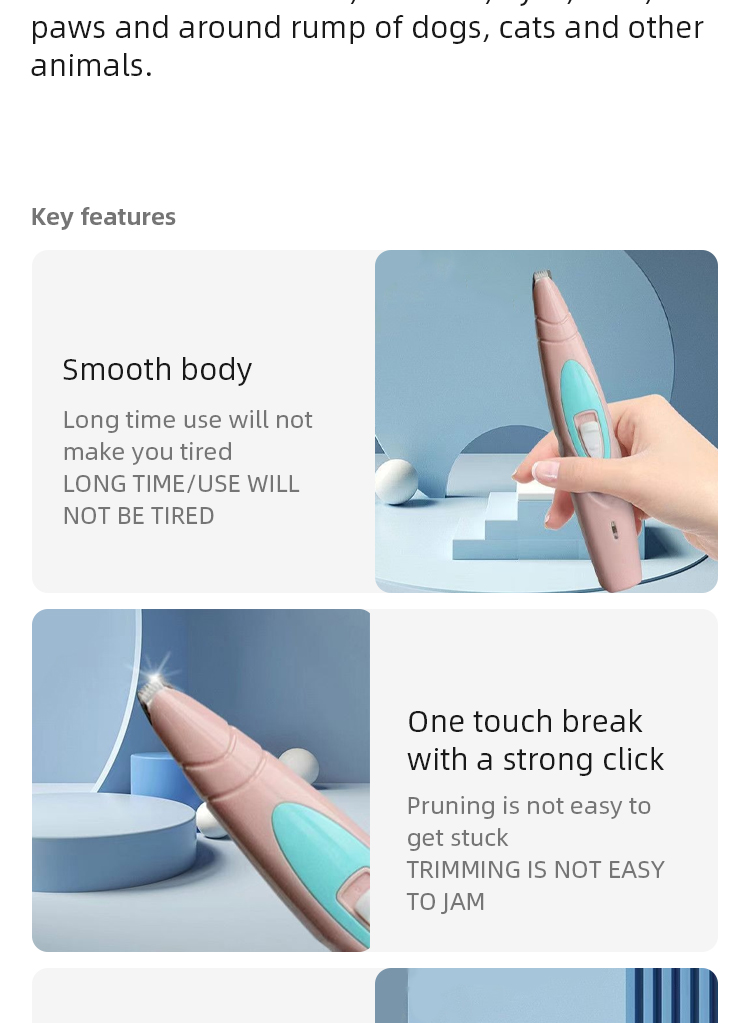 paws and around rump of dogs, cats and other
animals.
Key features
Smooth body
Long time use will not
make you tired
LONG TIME/USE WILL
NOT BE TIRED
One touch break
with a strong click
Pruning is not easy to
get stuck
TRIMMING IS NOT EASY
TO JAM